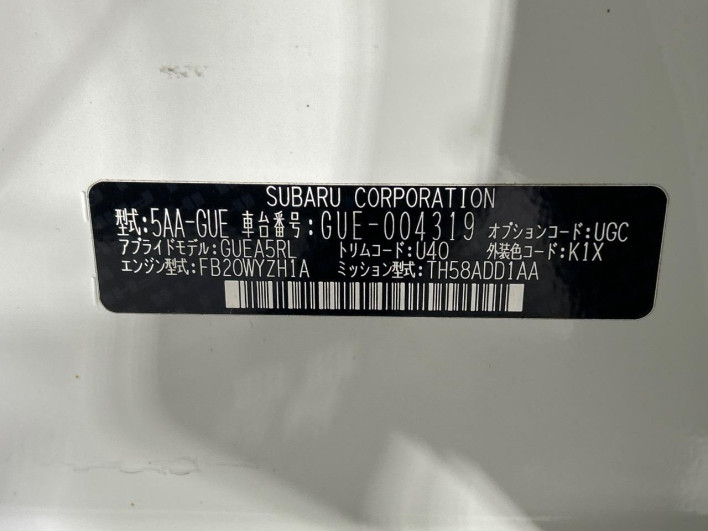 SUBARU CORPORATION
型式:5AA-GUE 車台番号:GUE-004319 オプションコード:UGC
アプライドモデル:GUEA5RL トリムコード:U40 外装色コード:K1X
エンジン型式:FB20WYZH1A ミッション型式:TH58ADD1AA